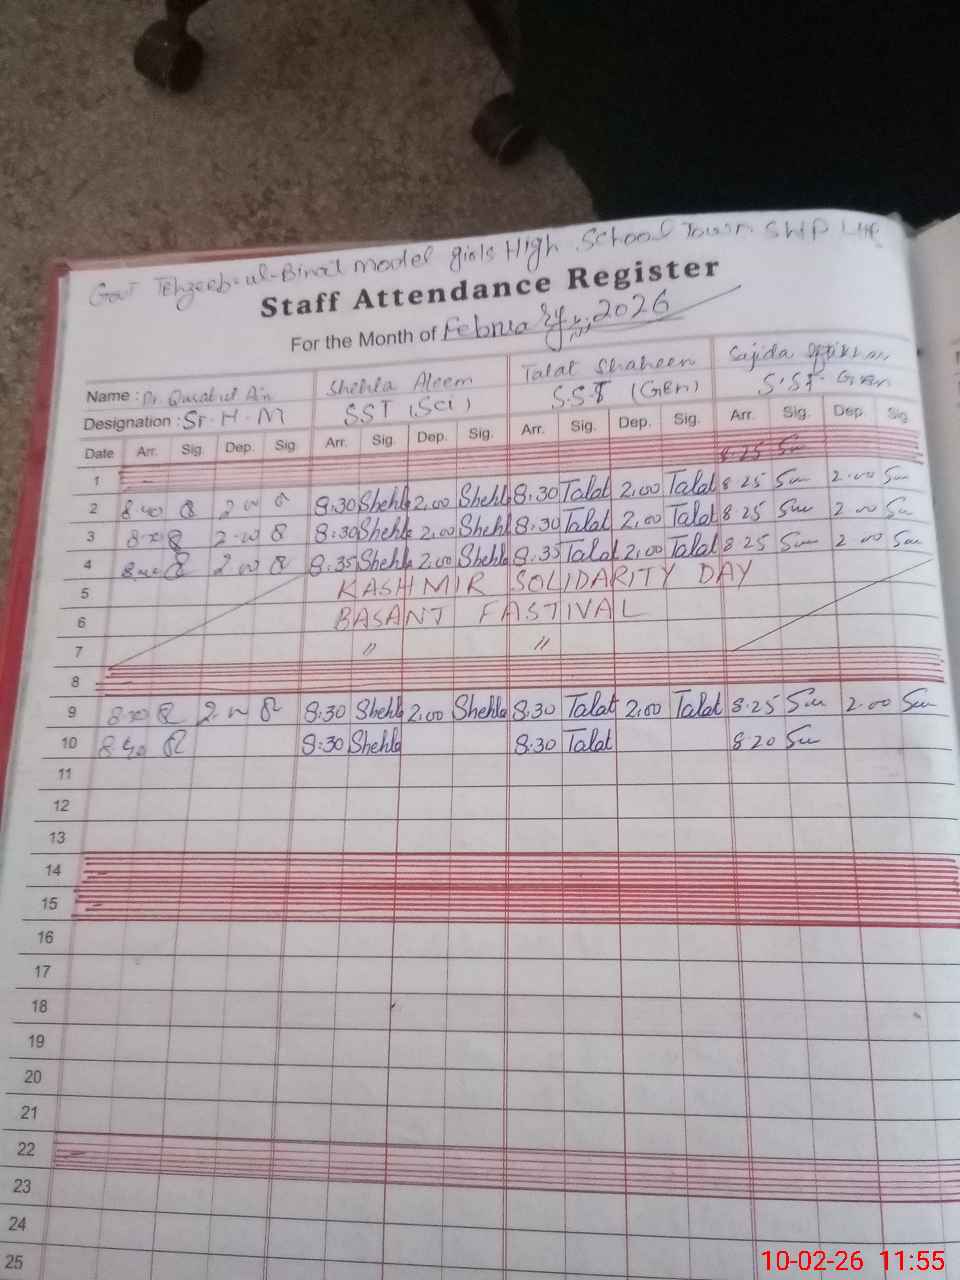 Govt Tehzeeb-ul-Binat model girls High School Town Ship LHR
Staff Attendance Register
For the Month of February, 2026
Name : Dr. Quratul Ain Shehla Aleem Talat Shaheen Sajida
Designation : Sr. H. M SST (Sci) S.S.T (GEn) S.ST. Gen
Date Arr. Sig. Dep. Sig. Arr. Sig. Dep. Sig. Arr. Sig. Dep. Sig. Arr. Sig. Dep. Sig.
1 8.25
2 8.40 2.00 8:30 Shehla 2.00 Shehla 8:30 Talat 2.00 Talat 8.25 2.00
3 2.00 8:30 Shehla 2.00 Shehla 8:30 Talat 2.00 Talat 8.25 2.00
4 2.00 8:35 Shehla 2.00 Shehla 8:35 Talat 2.00 Talat 8.25 2.00
5 KASHMIR SOLIDARITY DAY
6 BASANT FASTIVAL
7 〃 〃
8
9 8.30 2.00 8:30 Shehla 2.00 Shehla 8:30 Talat 2.00 Talat 8.25 2.00
10 8:30 Shehla 8:30 Talat 8.20
11
12
13
14
15
16
17
18
19
20
21
22
23
24
25
10-02-26 11:55